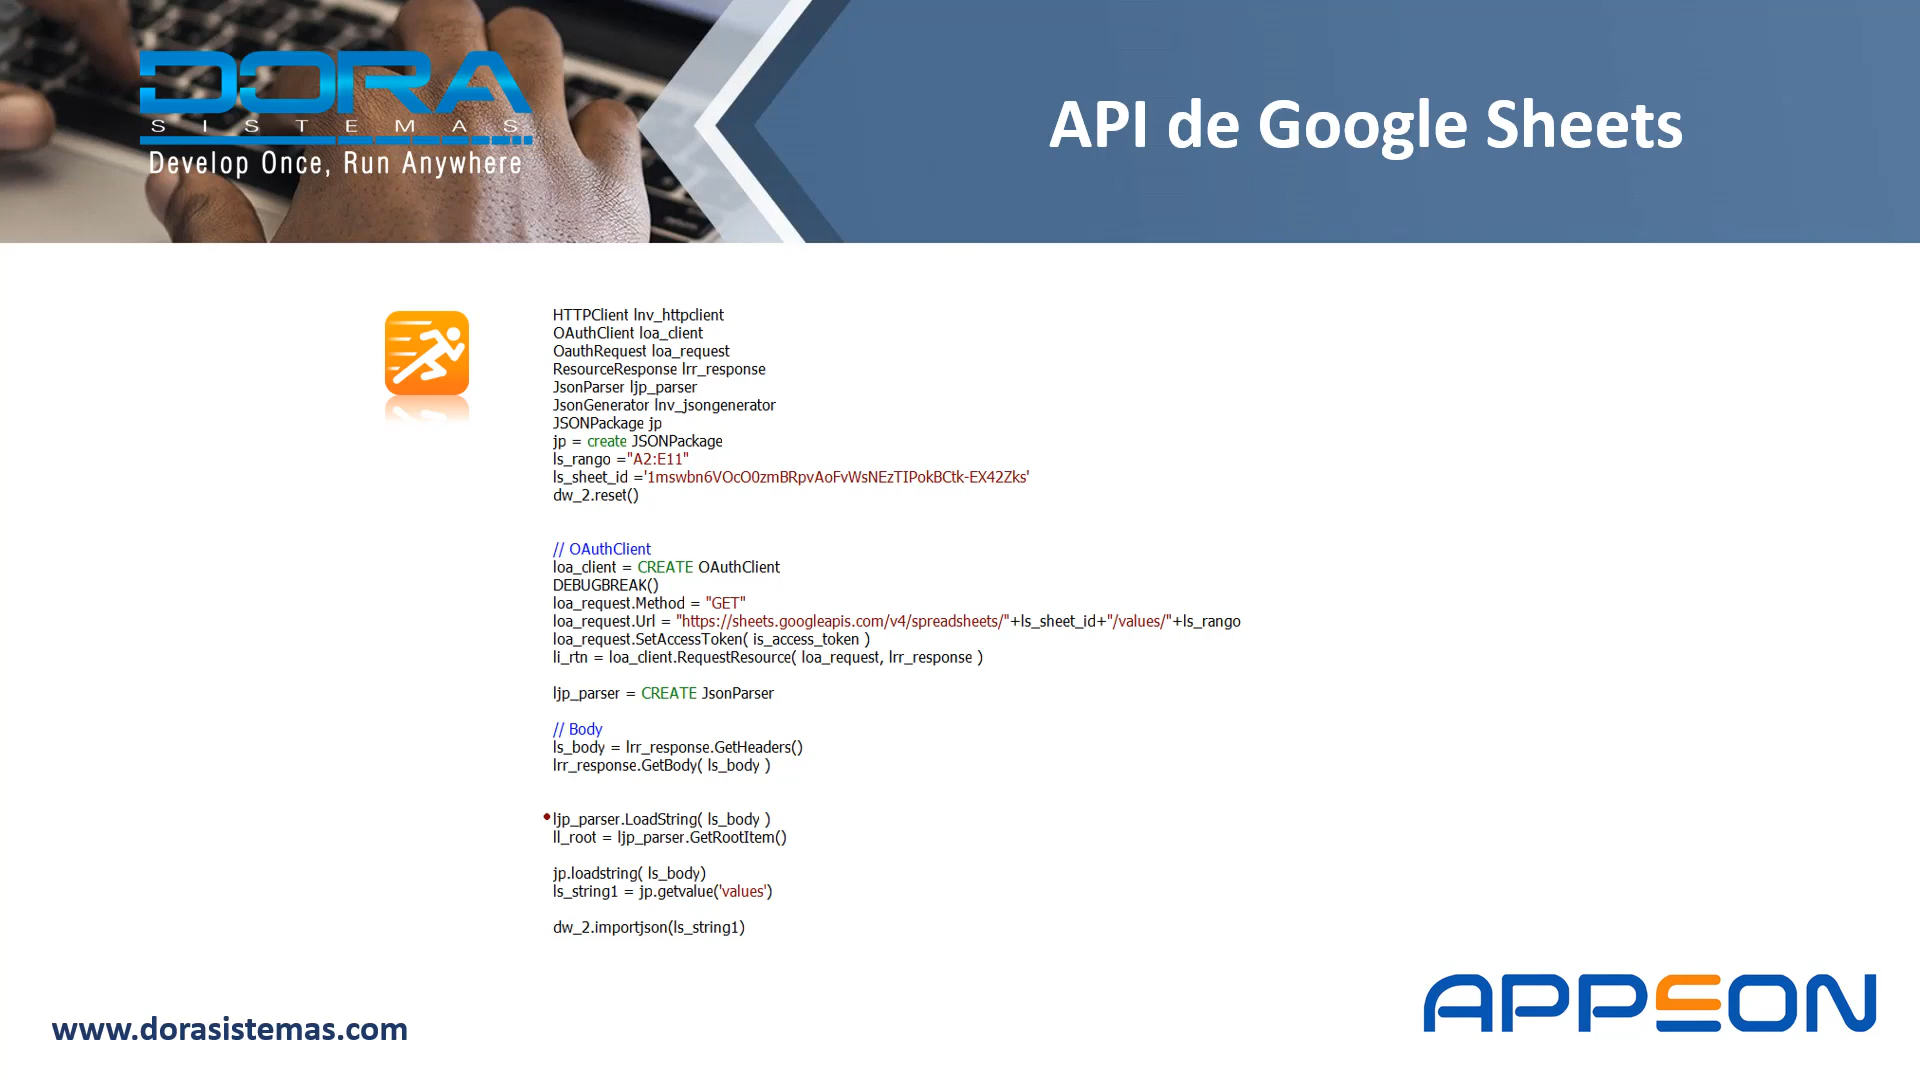 DORA
SISTEMAS
Develop Once, Run Anywhere
API de Google Sheets
HTTPClient lnv_httpclient
OAuthClient loa_client
OauthRequest loa_request
ResourceResponse lrr_response
JsonParser ljp_parser
JsonGenerator lnv_jsongenerator
JSONPackage jp
jp = create JSONPackage
ls_rango ="A2:E11"
ls_sheet_id ='1mswbn6VOcO0zmBRpvAoFvWsNEzTIPokBCtk-EX42Zks'
dw_2.reset()
// OAuthClient
loa_client = CREATE OAuthClient
DEBUGBREAK()
loa_request.Method = "GET"
loa_request.Url = "https://sheets.googleapis.com/v4/spreadsheets/"+ls_sheet_id+"/values/"+ls_rango
loa_request.SetAccessToken( is_access_token )
li_rtn = loa_client.RequestResource( loa_request, lrr_response )
ljp_parser = CREATE JsonParser
// Body
ls_body = lrr_response.GetHeaders()
lrr_response.GetBody( ls_body )
ljp_parser.LoadString( ls_body )
ll_root = ljp_parser.GetRootItem()
jp.loadstring( ls_body)
ls_string1 = jp.getvalue('values')
dw_2.importjson(ls_string1)
www.dorasistemas.com
APPEON